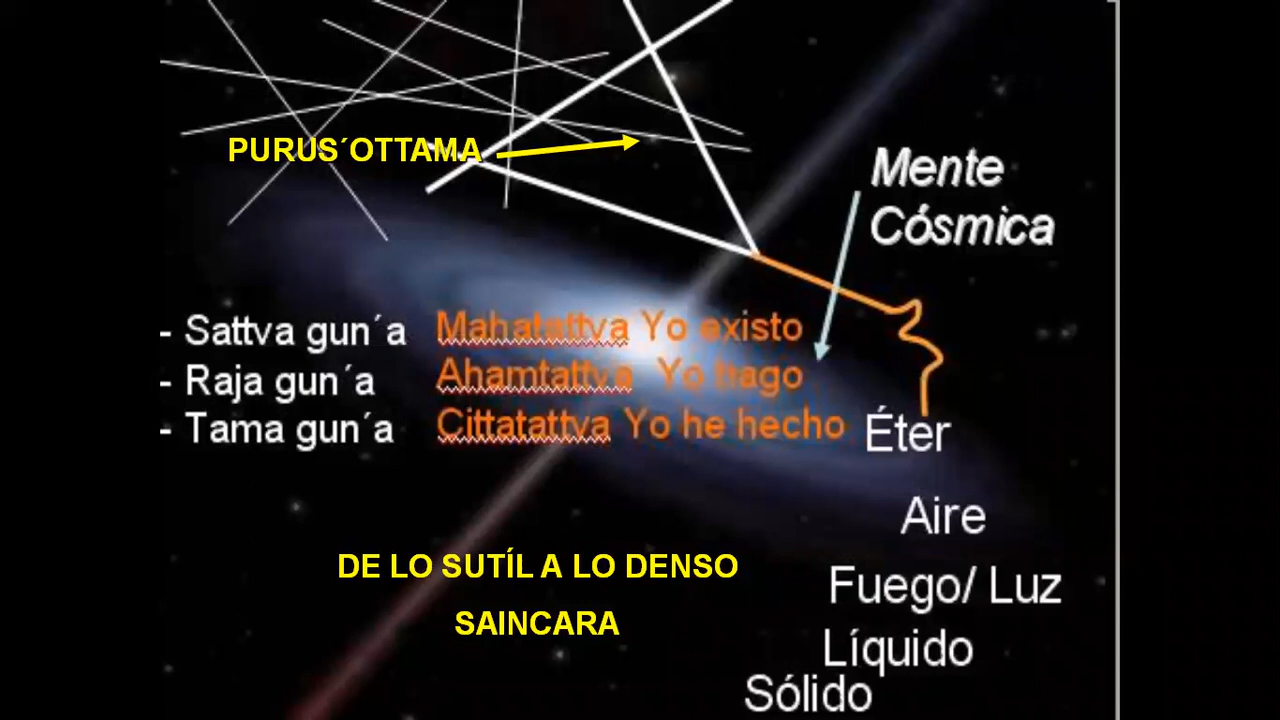 PURUS´OTTAMA
Mente
Cósmica
- Sattva gun´a Mahatattva Yo existo
- Raja gun´a Ahamtattva Yo hago
- Tama gun´a Cittatattva Yo he hecho
Éter
Aire
DE LO SUTÍL A LO DENSO
Fuego/ Luz
SAINCARA
Líquido
Sólido